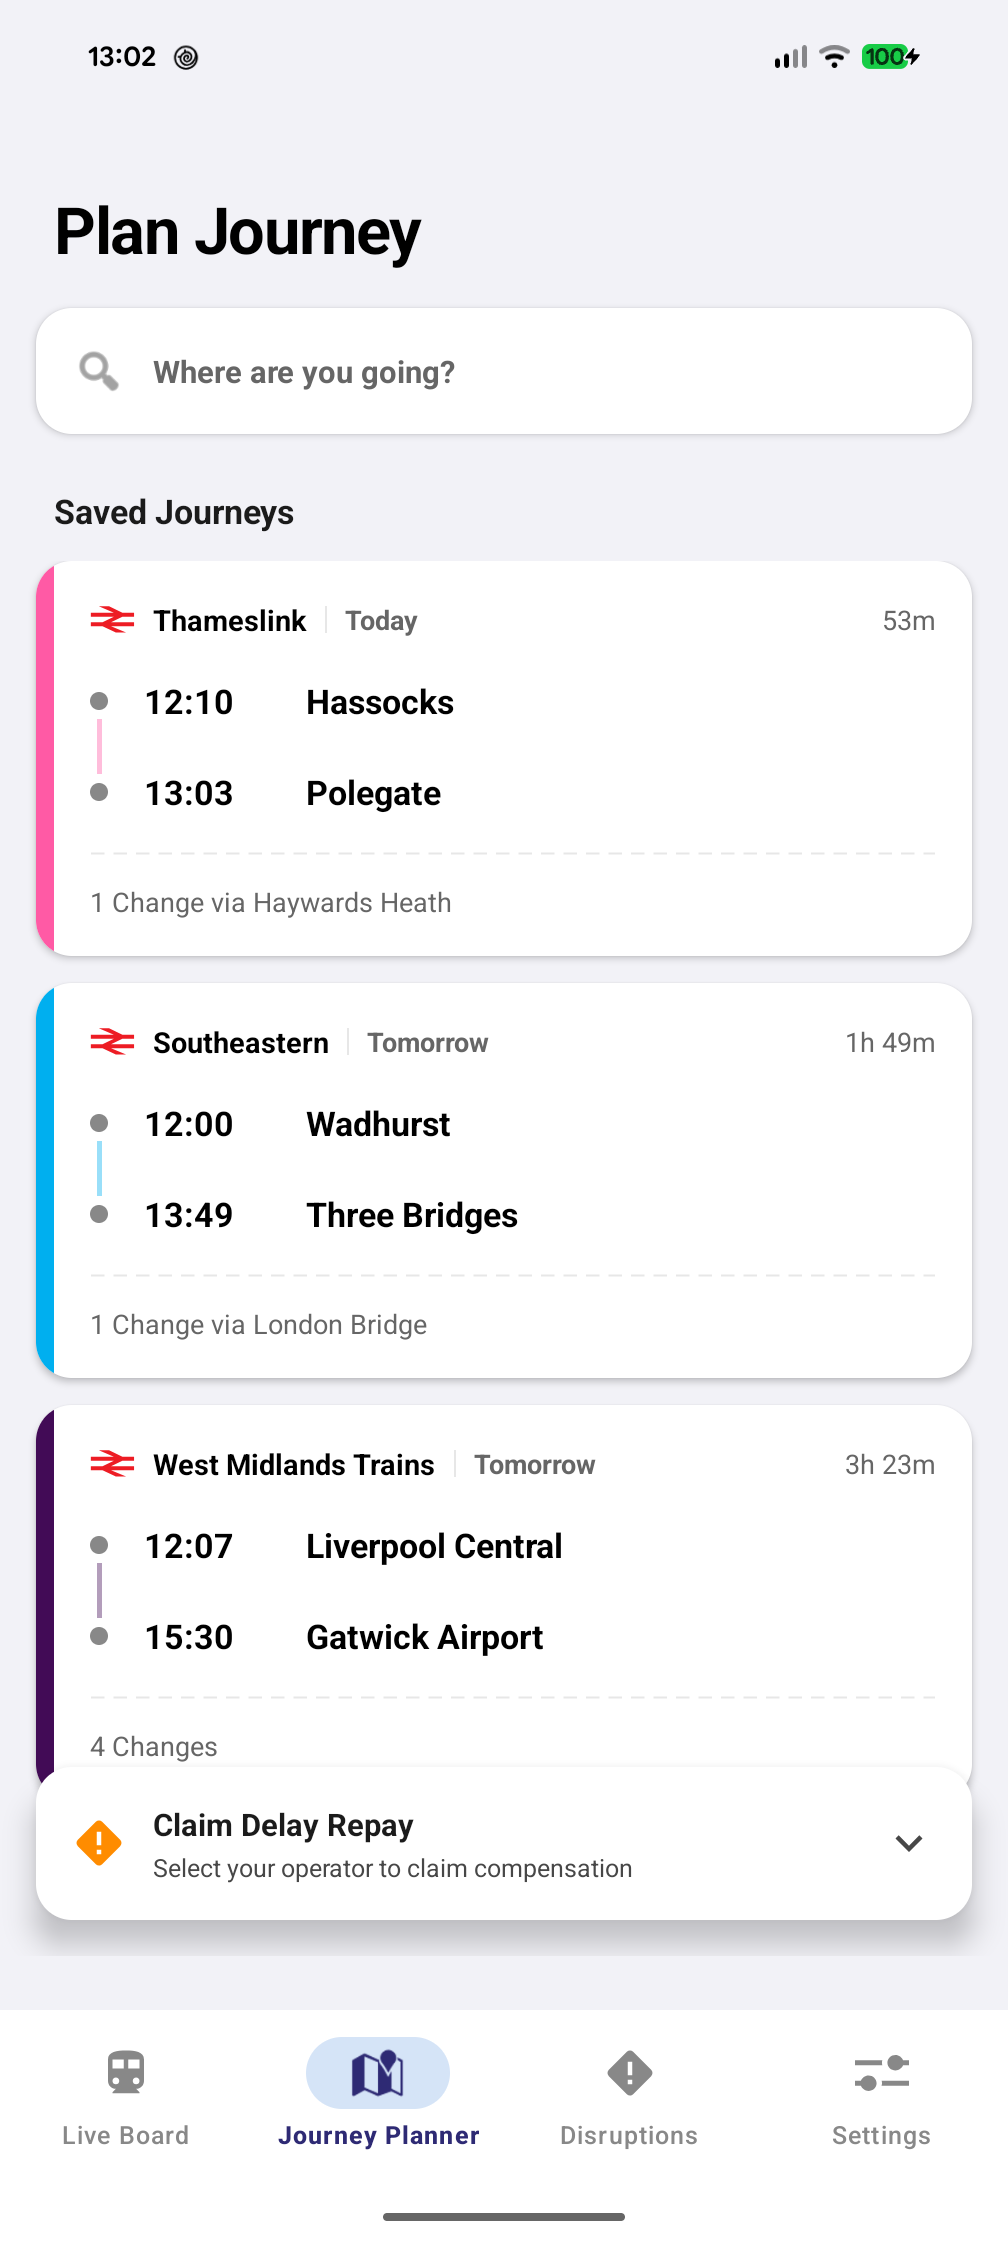 13:02
100
Plan Journey
Where are you going?
Saved Journeys
Thameslink Today 53m
12:10 Hassocks
13:03 Polegate
1 Change via Haywards Heath
Southeastern Tomorrow 1h 49m
12:00 Wadhurst
13:49 Three Bridges
1 Change via London Bridge
West Midlands Trains Tomorrow 3h 23m
12:07 Liverpool Central
15:30 Gatwick Airport
4 Changes
Claim Delay Repay
Select your operator to claim compensation
Live Board Journey Planner Disruptions Settings